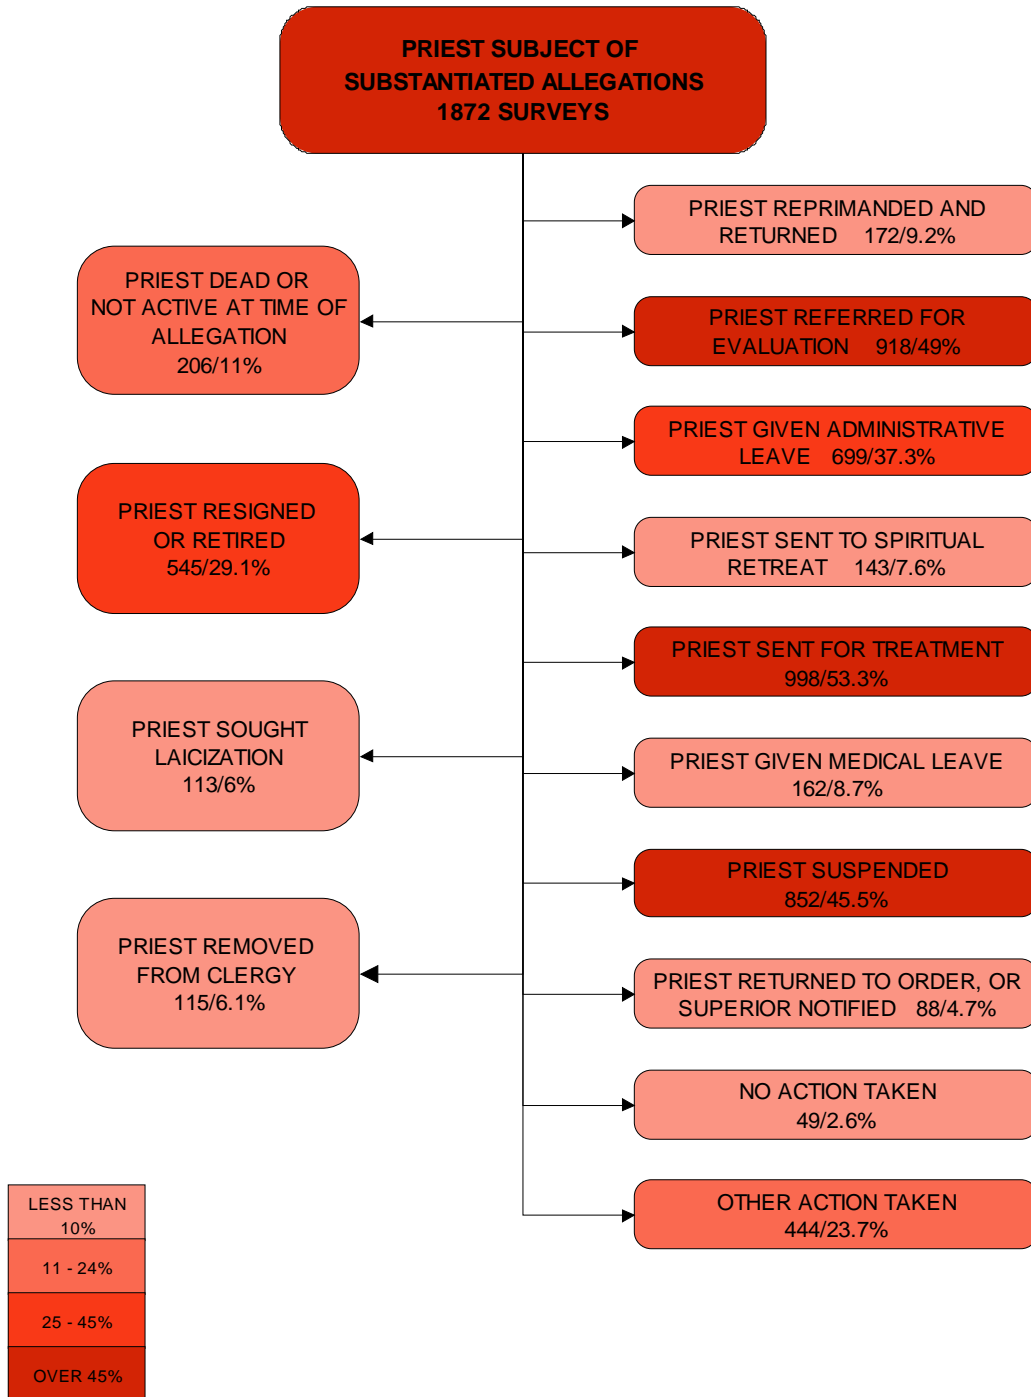 PRIEST SUBJECT OF
SUBSTANTIATED ALLEGATIONS
1872 SURVEYS
PRIEST REPRIMANDED AND
RETURNED 172/9.2%
PRIEST DEAD OR
NOT ACTIVE AT TIME OF
ALLEGATION
206/11%
PRIEST REFERRED FOR
EVALUATION 918/49%
PRIEST GIVEN ADMINISTRATIVE
LEAVE 699/37.3%
PRIEST RESIGNED
OR RETIRED
545/29.1%
PRIEST SENT TO SPIRITUAL
RETREAT 143/7.6%
PRIEST SENT FOR TREATMENT
998/53.3%
PRIEST SOUGHT
LAICIZATION
113/6%
PRIEST GIVEN MEDICAL LEAVE
162/8.7%
PRIEST SUSPENDED
852/45.5%
PRIEST REMOVED
FROM CLERGY
115/6.1%
PRIEST RETURNED TO ORDER, OR
SUPERIOR NOTIFIED 88/4.7%
NO ACTION TAKEN
49/2.6%
OTHER ACTION TAKEN
444/23.7%
LESS THAN
10%
11 - 24%
25 - 45%
OVER 45%